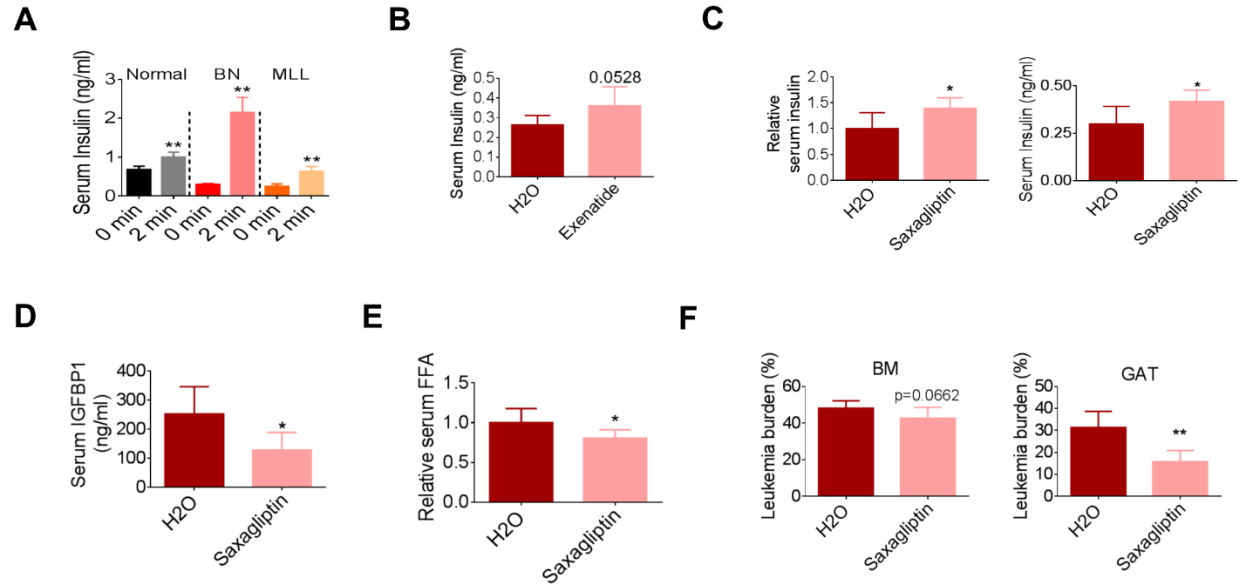 A
Serum Insulin (ng/ml)
Normal BN MLL
3
2
1
0
** ** **
0 min 2 min 0 min 2 min 0 min 2 min
B
Serum Insulin (ng/ml)
0.5
0.4
0.3
0.2
0.1
0.0
0.0528
H2O Exenatide
C
Relative
serum insulin
2.0
1.5
1.0
0.5
0.0
*
H2O Saxagliptin
Serum Insulin (ng/ml)
0.50
0.25
0.00
*
H2O Saxagliptin
D
Serum IGFBP1
(ng/ml)
400
300
200
100
0
*
H2O Saxagliptin
E
Relative serum FFA
1.5
1.0
0.5
0.0
*
H2O Saxagliptin
F
Leukemia burden (%)
BM
60
40
20
0
p=0.0662
H2O Saxagliptin
Leukemia burden (%)
GAT
50
40
30
20
10
0
**
H2O Saxagliptin